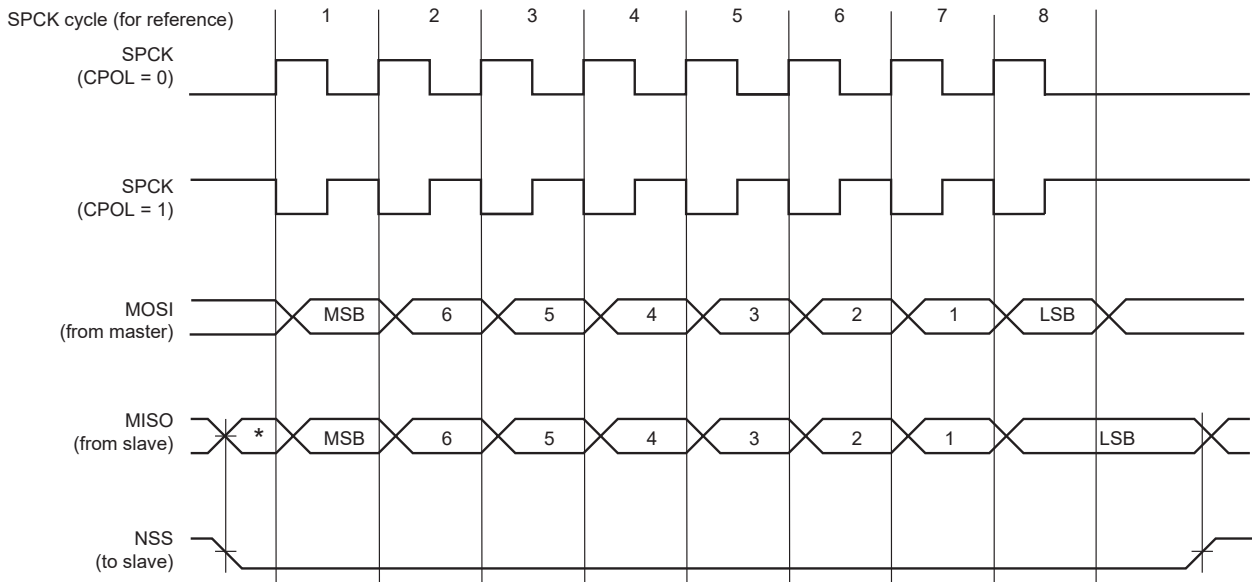 SPCK cycle (for reference) 1 2 3 4 5 6 7 8
SPCK
(CPOL = 0)
SPCK
(CPOL = 1)
MOSI
(from master)
MSB 6 5 4 3 2 1 LSB
MISO
(from slave)
* MSB 6 5 4 3 2 1 LSB
NSS
(to slave)